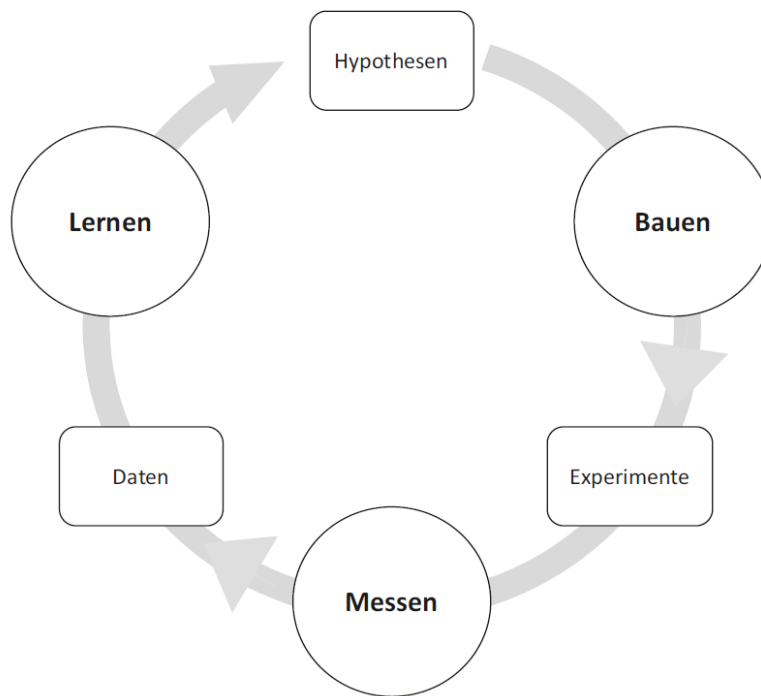 Hypothesen
Lernen
Bauen
Daten
Experimente
Messen